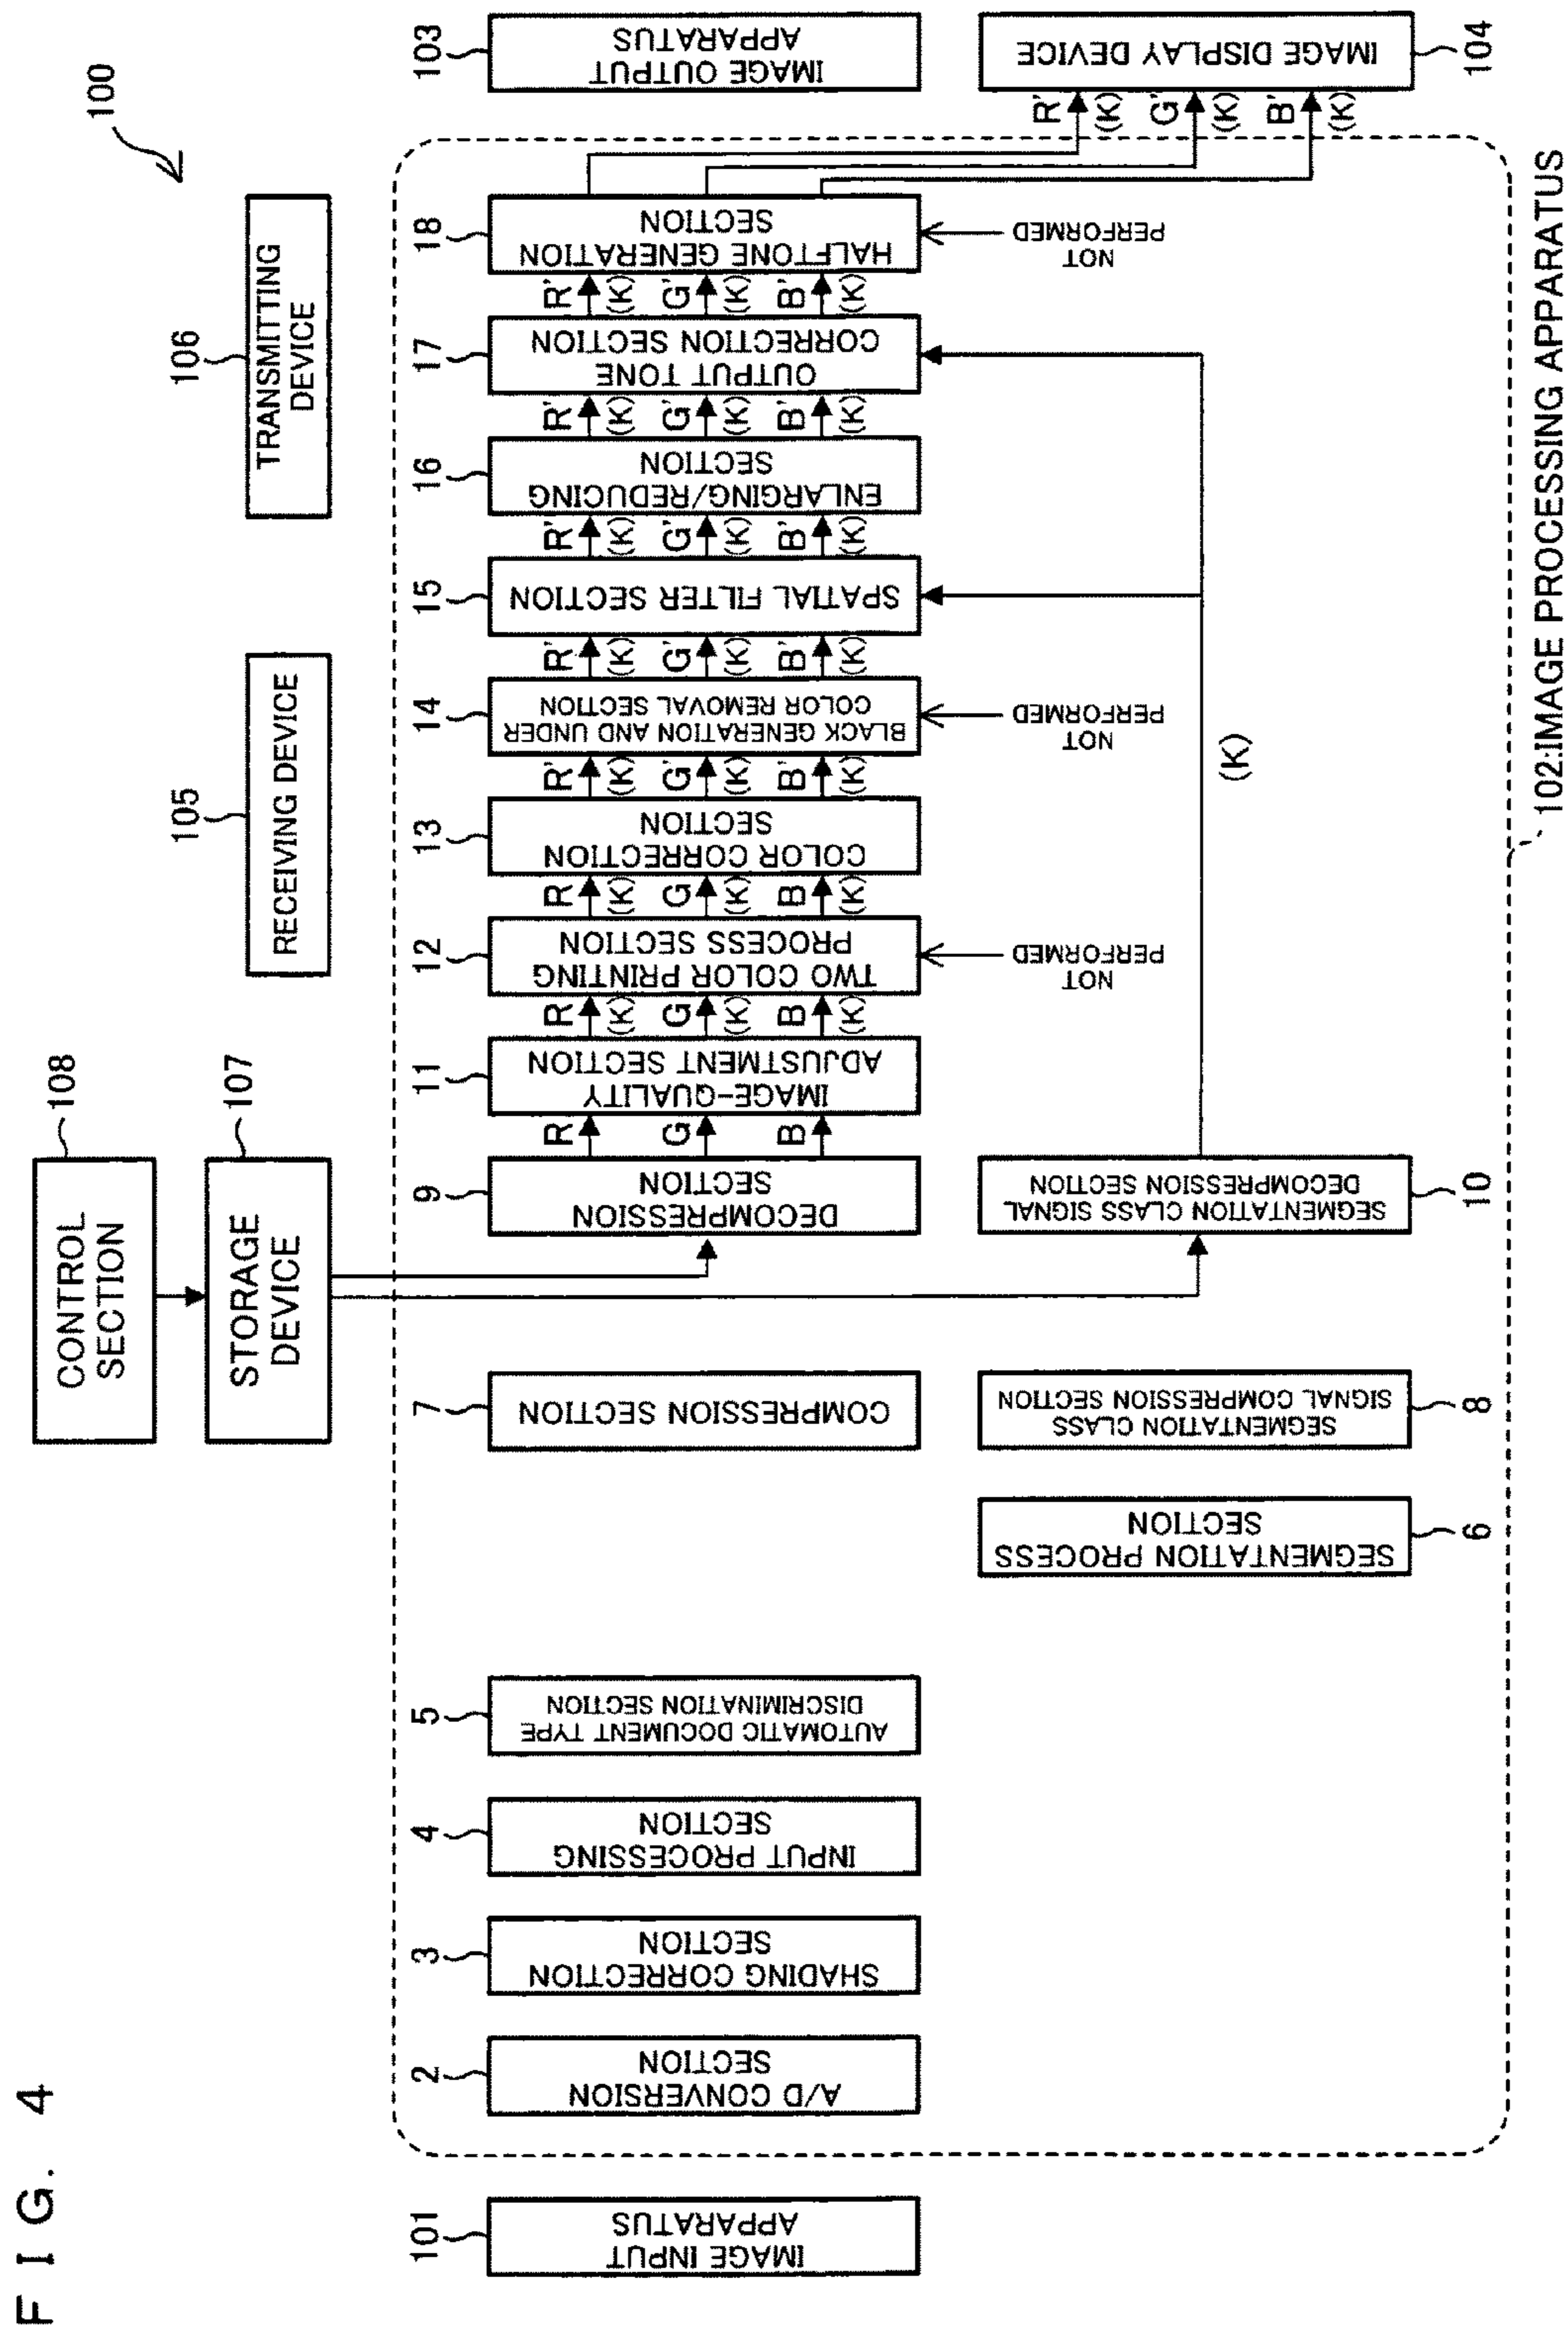 FIG. 4
100
108
CONTROL
SECTION
107
STORAGE
DEVICE
105
RECEIVING DEVICE
106
TRANSMITTING
DEVICE
101
IMAGE INPUT
APPARATUS
2
A/D CONVERSION
SECTION
3
SHADING CORRECTION
SECTION
4
INPUT PROCESSING
SECTION
5
AUTOMATIC DOCUMENT TYPE
DISCRIMINATION SECTION
7
COMPRESSION SECTION
9
DECOMPRESSION
SECTION
R
G
B
11
IMAGE-QUALITY
ADJUSTMENT SECTION
R
(K)
G
(K)
B
(K)
12
TWO COLOR PRINTING
PROCESS SECTION
NOT
PERFORMED
R
(K)
G
(K)
B
(K)
13
COLOR CORRECTION
SECTION
R'
(K)
G'
(K)
B'
(K)
14
BLACK GENERATION AND UNDER
COLOR REMOVAL SECTION
NOT
PERFORMED
R'
(K)
G'
(K)
B'
(K)
15
SPATIAL FILTER SECTION
R'
(K)
G'
(K)
B'
(K)
16
ENLARGING/REDUCING
SECTION
R'
(K)
G'
(K)
B'
(K)
17
OUTPUT TONE
CORRECTION SECTION
R'
(K)
G'
(K)
B'
(K)
18
HALFTONE GENERATION
SECTION
NOT
PERFORMED
103
IMAGE OUTPUT
APPARATUS
6
SEGMENTATION PROCESS
SECTION
8
SEGMENTATION CLASS
SIGNAL COMPRESSION SECTION
10
SEGMENTATION CLASS SIGNAL
DECOMPRESSION SECTION
(K)
R'
(K)
G'
(K)
B'
(K)
104
IMAGE DISPLAY DEVICE
102:IMAGE PROCESSING APPARATUS